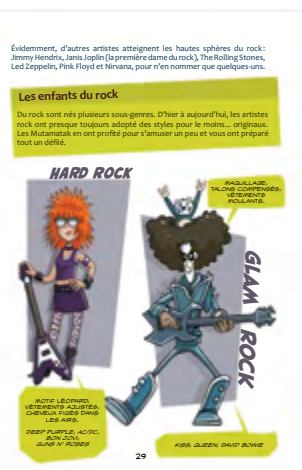 Évidemment, d'autres artistes atteignent les hautes sphères du rock:
Jimmy Hendrix, Janis Joplin (la première dame du rock), The Rolling Stones,
Led Zeppelin, Pink Floyd et Nirvana, pour n'en nommer que quelques-uns.
Les enfants du rock
Du rock sont nés plusieurs sous-genres. D'hier à aujourd'hui, les artistes
rock ont presque toujours adopté des styles pour le moins... originaux.
Les Mutamatak en ont profité pour s'amuser un peu et vous ont préparé
tout un défilé.
HARD ROCK
MAQUILLAGE,
TALONS COMPENSÉS,
VÊTEMENTS
MOULANTS.
GLAM ROCK
MOTIF LÉOPARD,
VÊTEMENTS AJUSTÉS,
CHEVEUX FIGÉS DANS
LES AIRS.
DEEP PURPLE, AC/DC,
BON JOVI,
GUNS N' ROSES
KISS, QUEEN, DAVID BOWIE
29